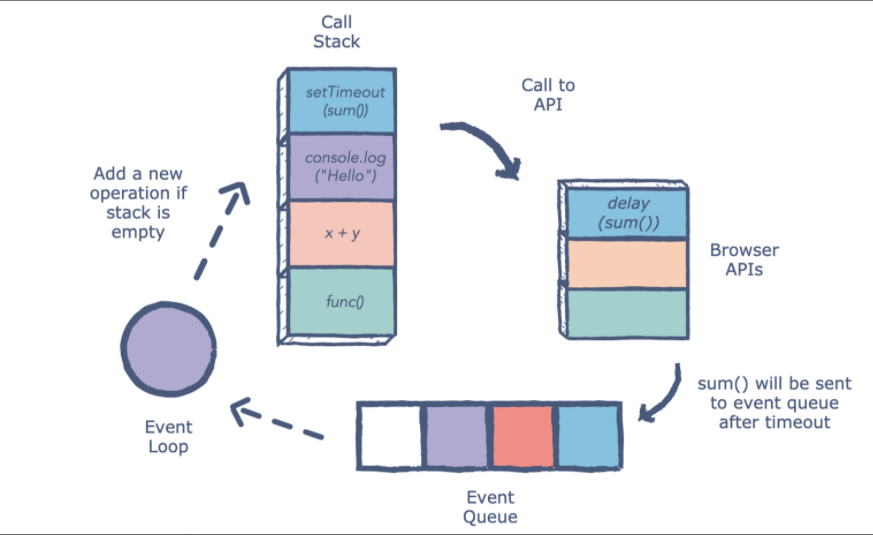 Call
Stack
setTimeout
(sum())
console.log
("Hello")
x + y
func()
Call to
API
delay
(sum())
Browser
APIs
Add a new
operation if
stack is
empty
sum() will be sent
to event queue
after timeout
Event
Loop
Event
Queue